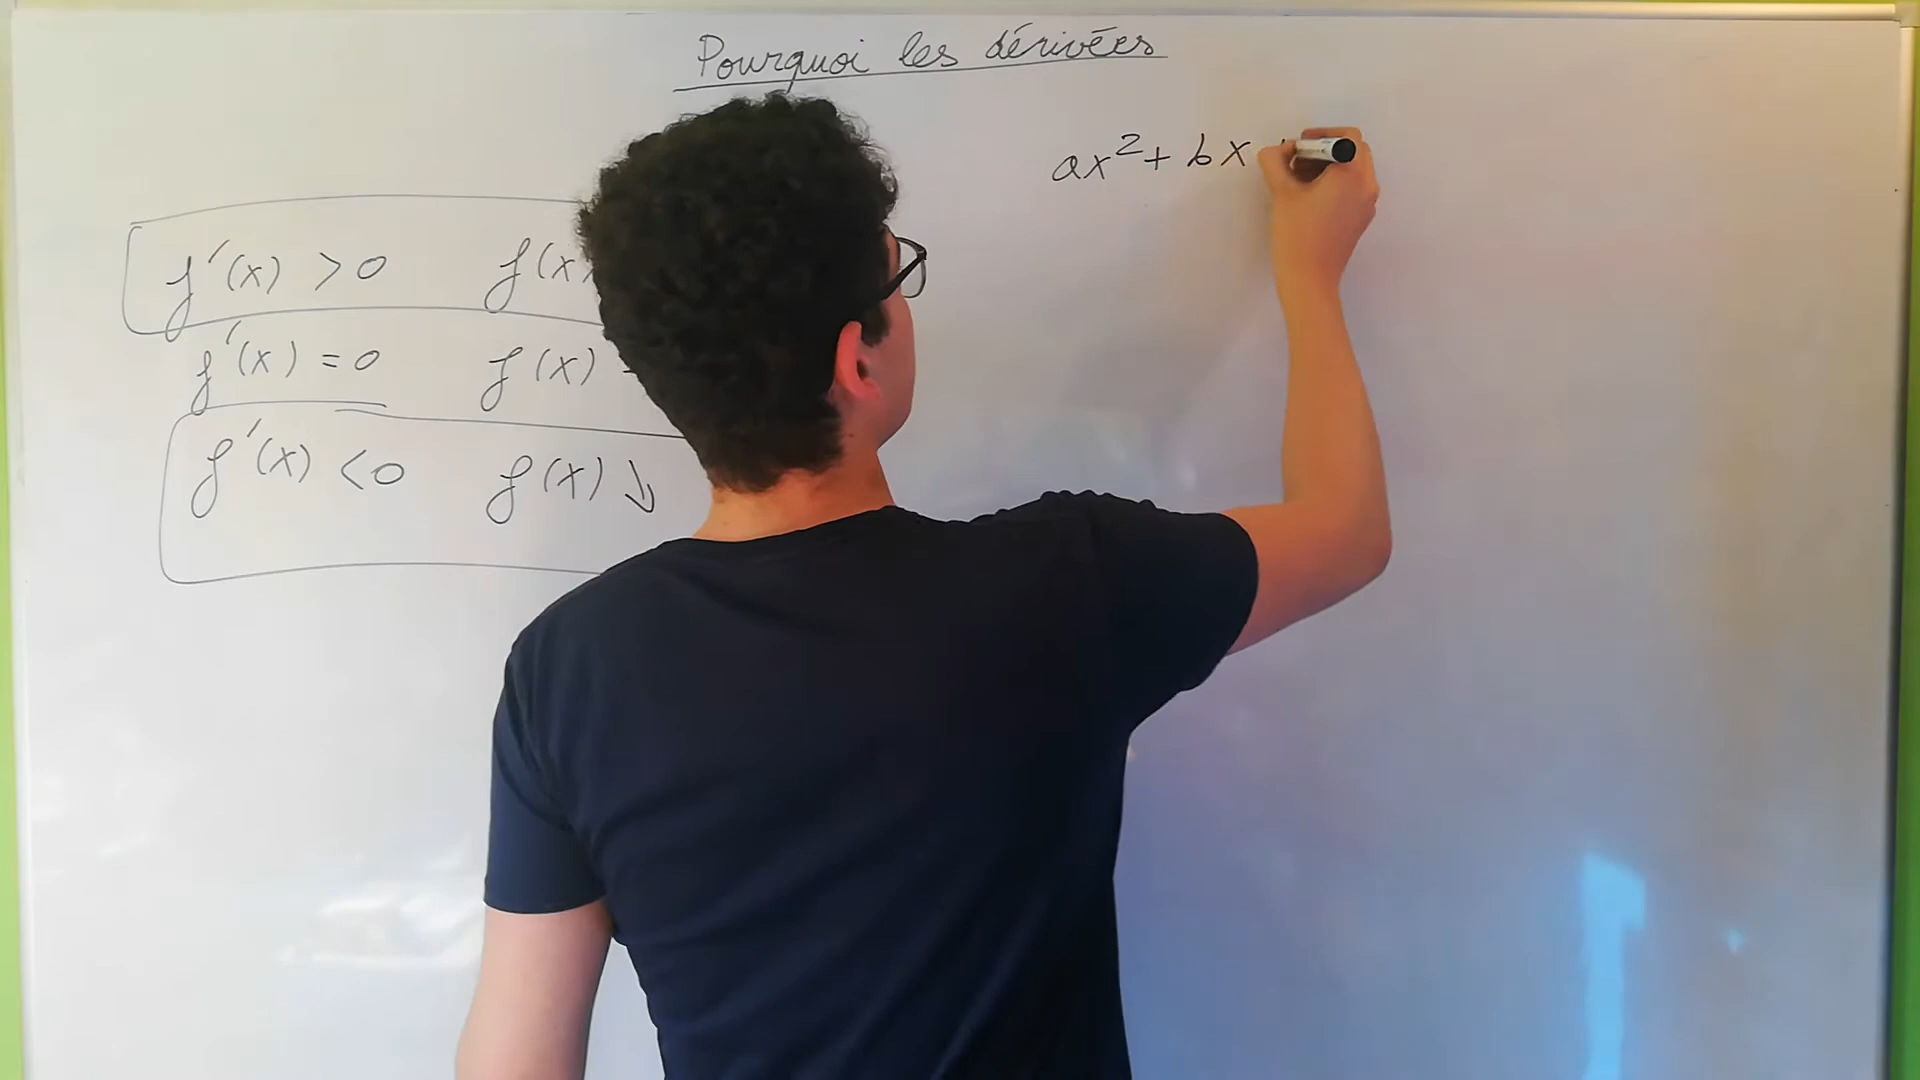 Pourquoi les dérivées
ax² + bx
f'(x) > 0 f(x)
f'(x) = 0 f(x)
f'(x) < 0 f(x) ↘